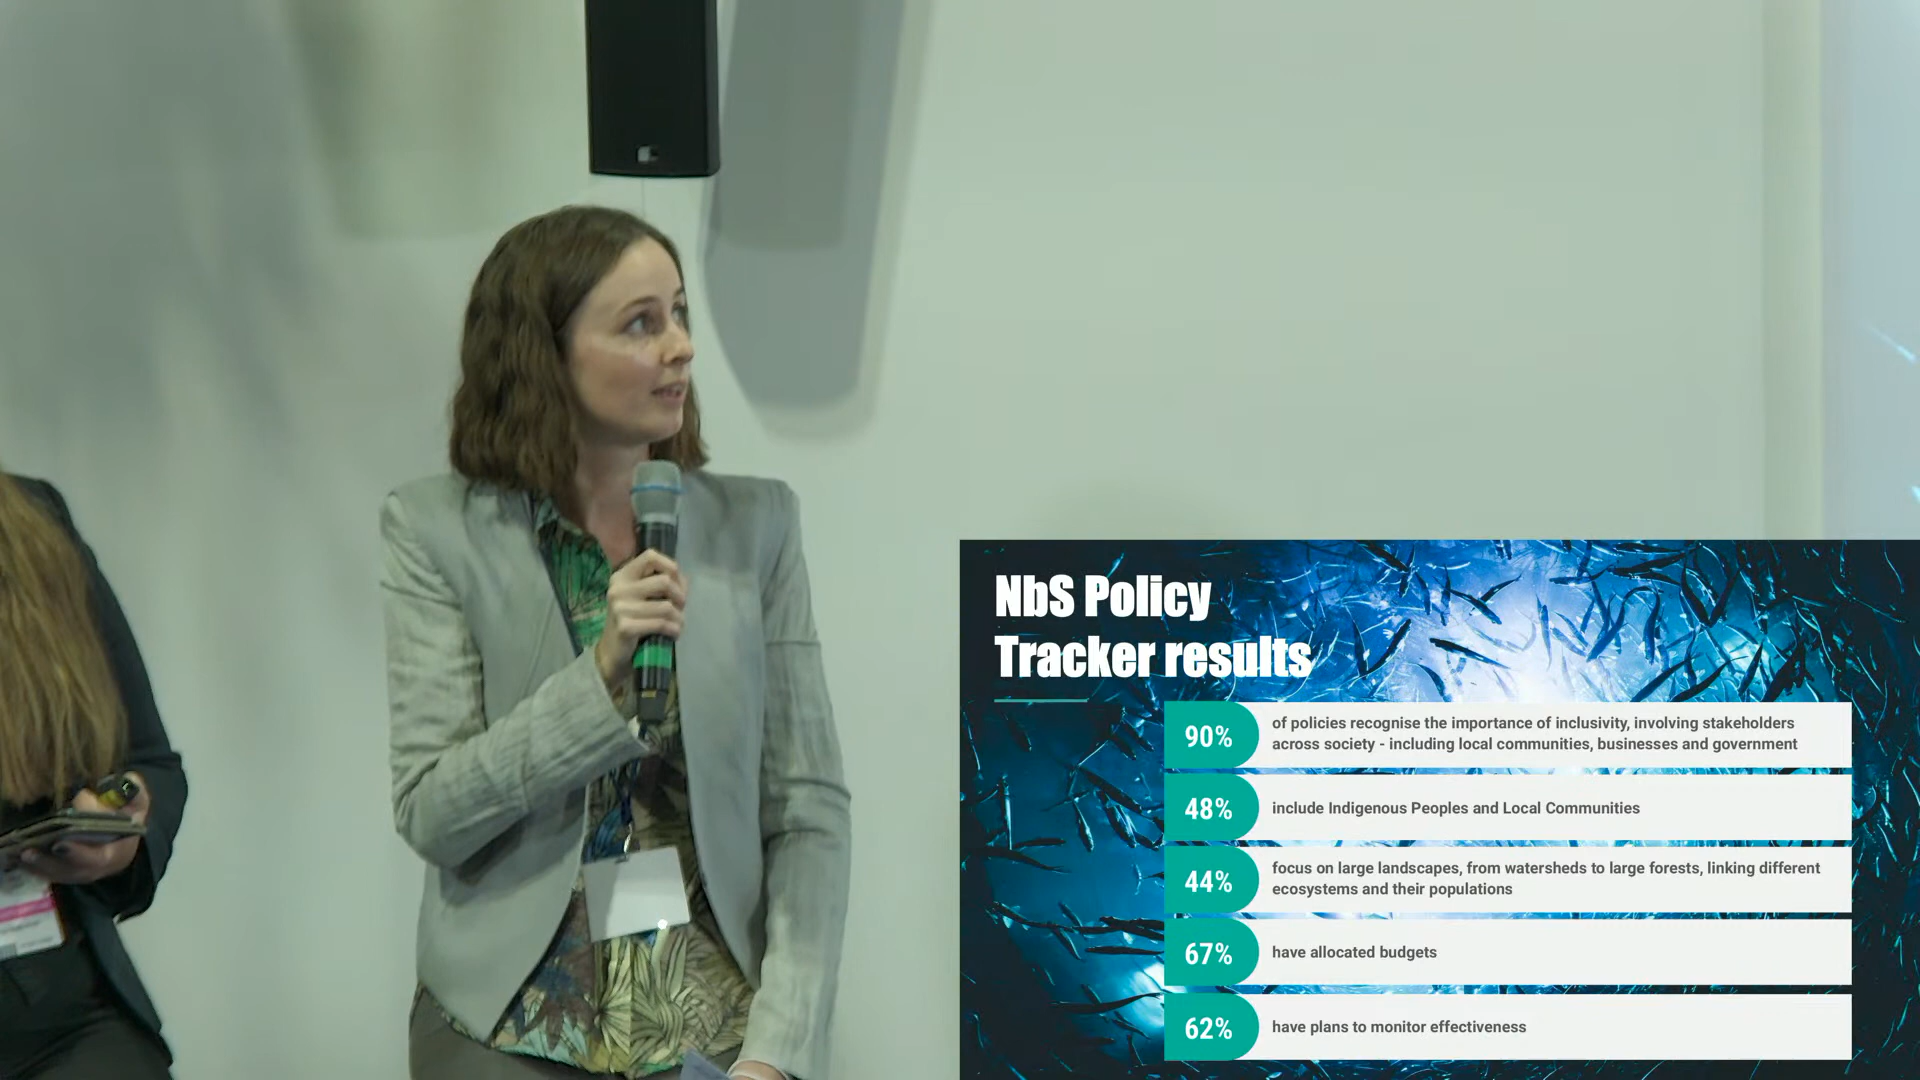 NbS Policy
Tracker results
90%
of policies recognise the importance of inclusivity, involving stakeholders
across society - including local communities, businesses and government
48%
include Indigenous Peoples and Local Communities
44%
focus on large landscapes, from watersheds to large forests, linking different
ecosystems and their populations
67%
have allocated budgets
62%
have plans to monitor effectiveness